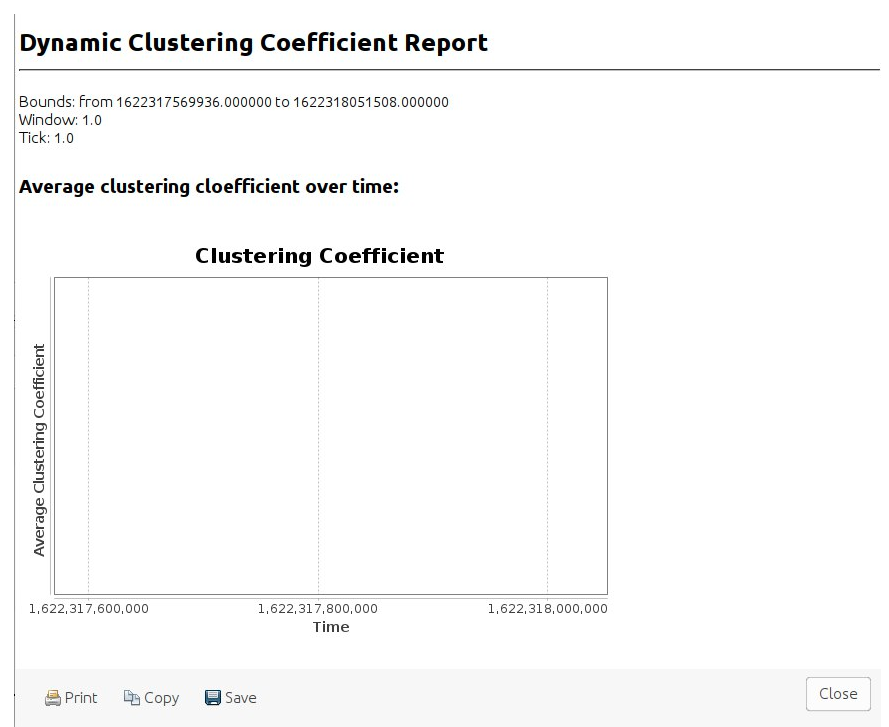 Dynamic Clustering Coefficient Report
Bounds: from 1622317569936.000000 to 1622318051508.000000
Window: 1.0
Tick: 1.0
Average clustering cloefficient over time:
Clustering Coefficient
Average Clustering Coefficient
1,622,317,600,000 1,622,317,800,000 1,622,318,000,000
Time
Print Copy Save Close